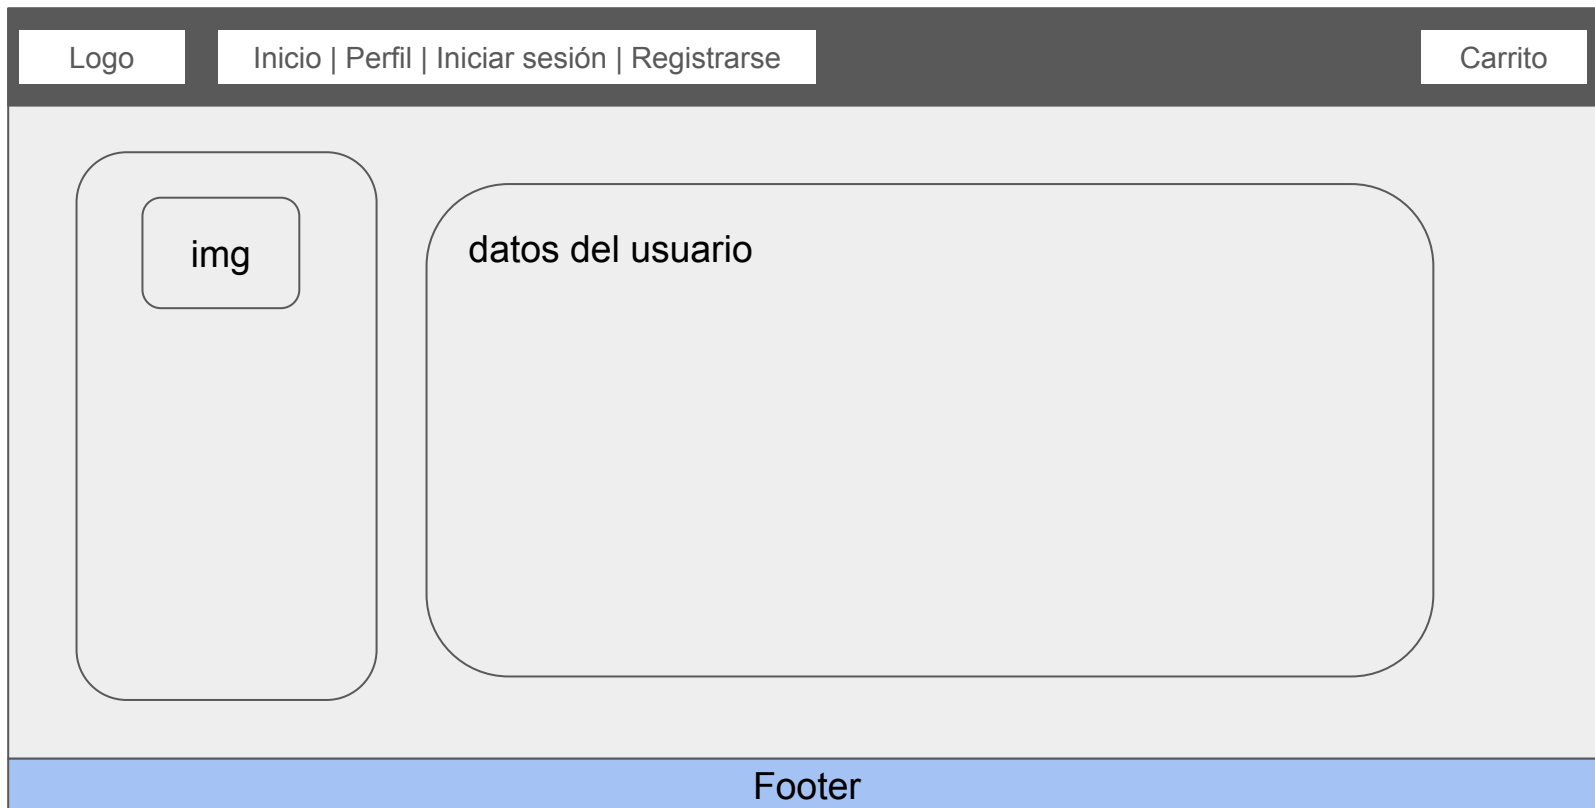 Logo
Inicio | Perfil | Iniciar sesión | Registrarse
Carrito
img
datos del usuario
Footer